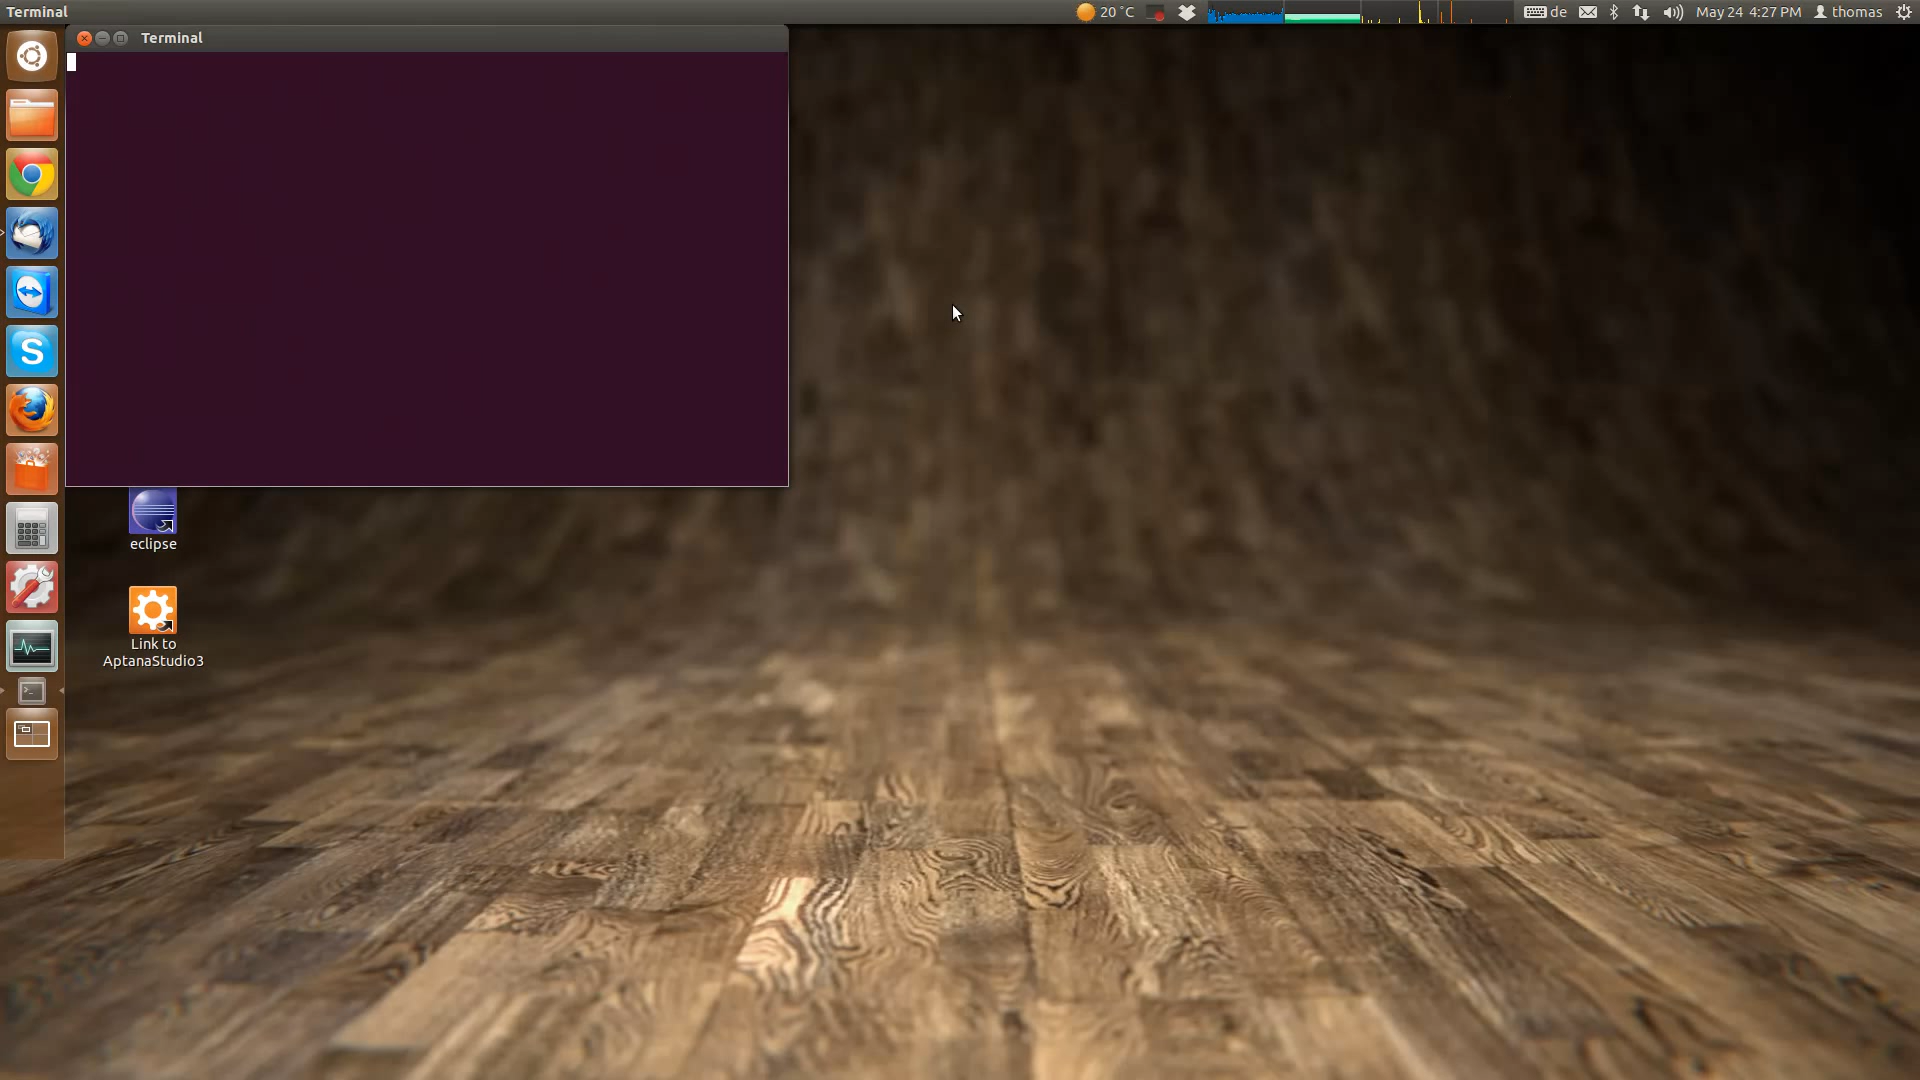 Terminal
20 °C
de
May 24 4:27 PM
thomas
Terminal
S
>_
eclipse
Link to
AptanaStudio3